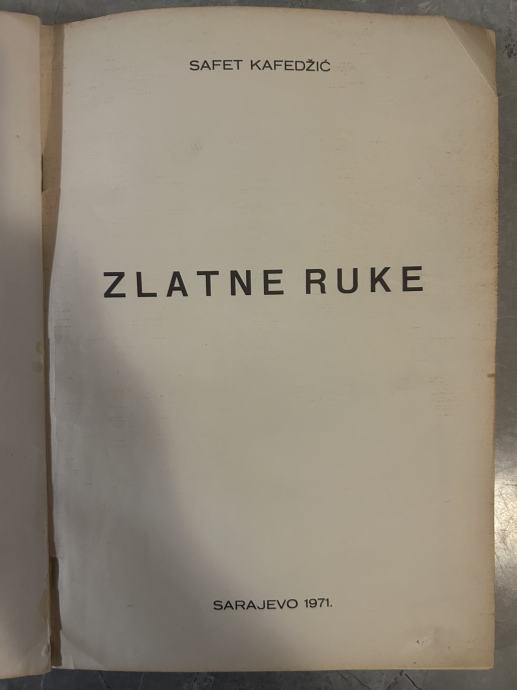 SAFET KAFEDŽIĆ
ZLATNE RUKE
SARAJEVO 1971.